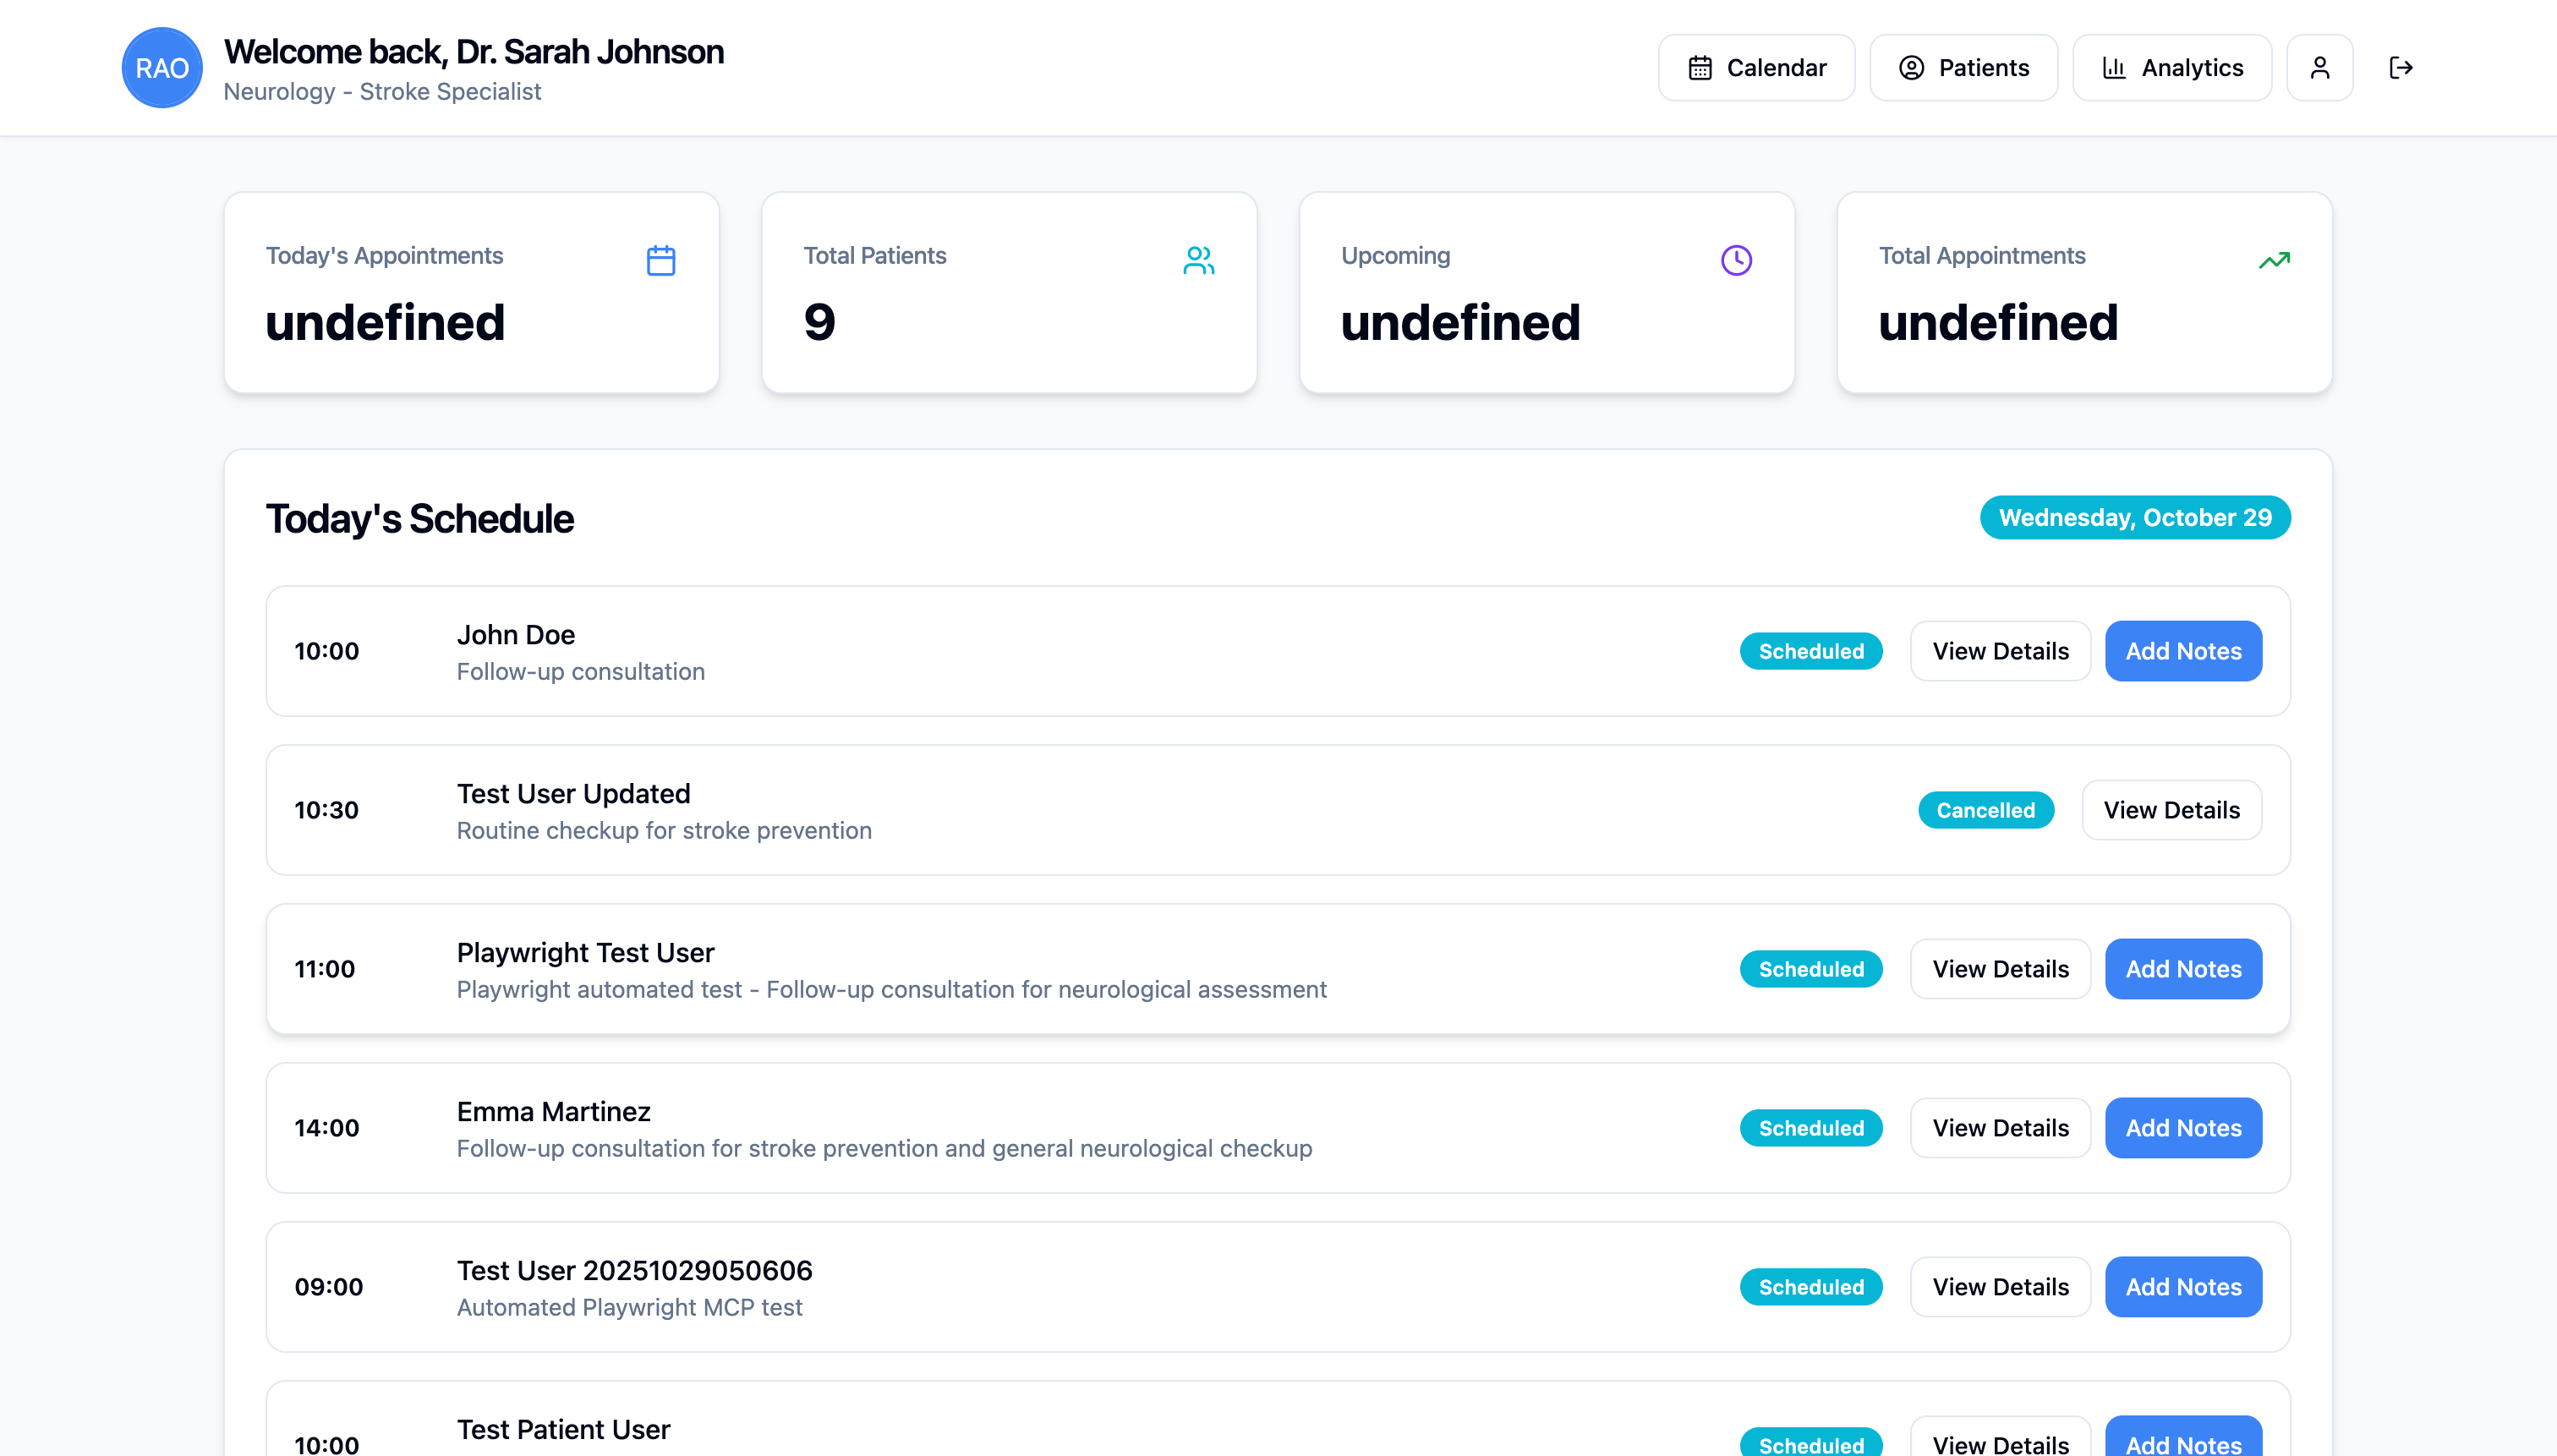 RAO
Welcome back, Dr. Sarah Johnson
Neurology - Stroke Specialist
Calendar
Patients
Analytics
Today's Appointments
undefined
Total Patients
9
Upcoming
undefined
Total Appointments
undefined
Today's Schedule
Wednesday, October 29
10:00
John Doe
Follow-up consultation
Scheduled
View Details
Add Notes
10:30
Test User Updated
Routine checkup for stroke prevention
Cancelled
View Details
11:00
Playwright Test User
Playwright automated test - Follow-up consultation for neurological assessment
Scheduled
View Details
Add Notes
14:00
Emma Martinez
Follow-up consultation for stroke prevention and general neurological checkup
Scheduled
View Details
Add Notes
09:00
Test User 20251029050606
Automated Playwright MCP test
Scheduled
View Details
Add Notes
10:00
Test Patient User
Scheduled
View Details
Add Notes